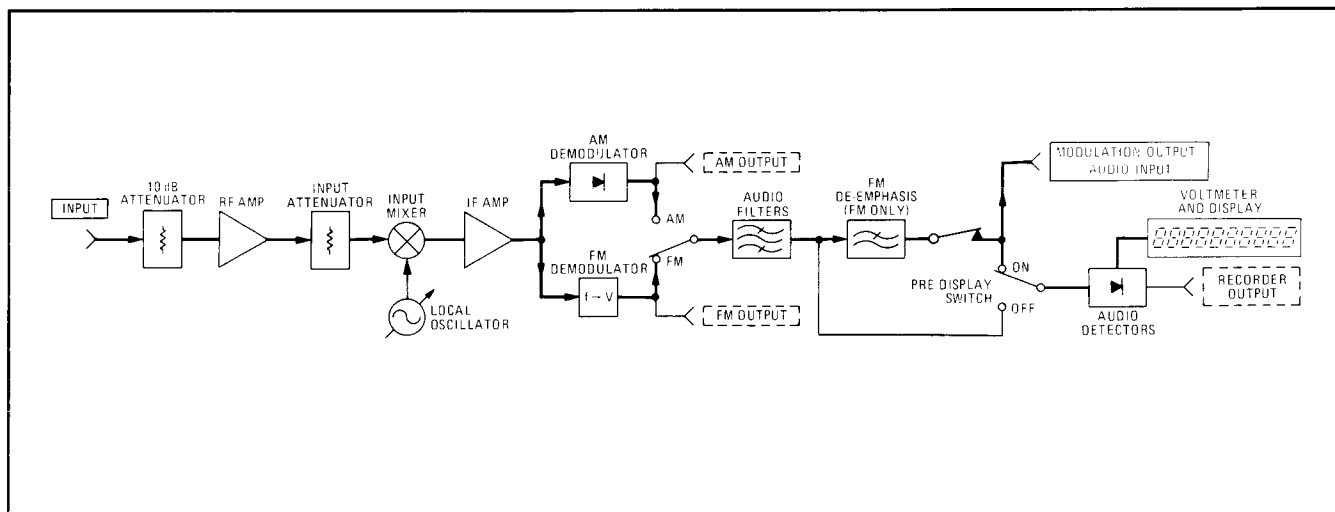 INPUT
10 dB
ATTENUATOR
RF AMP
INPUT
ATTENUATOR
INPUT
MIXER
LOCAL
OSCILLATOR
IF AMP
AM
DEMODULATOR
AM OUTPUT
AM
FM
FM
DEMODULATOR
f → V
FM OUTPUT
AUDIO
FILTERS
FM
DE-EMPHASIS
(FM ONLY)
MODULATION OUTPUT
AUDIO INPUT
VOLTMETER
AND DISPLAY
PRE DISPLAY
SWITCH
ON
OFF
AUDIO
DETECTORS
RECORDER
OUTPUT